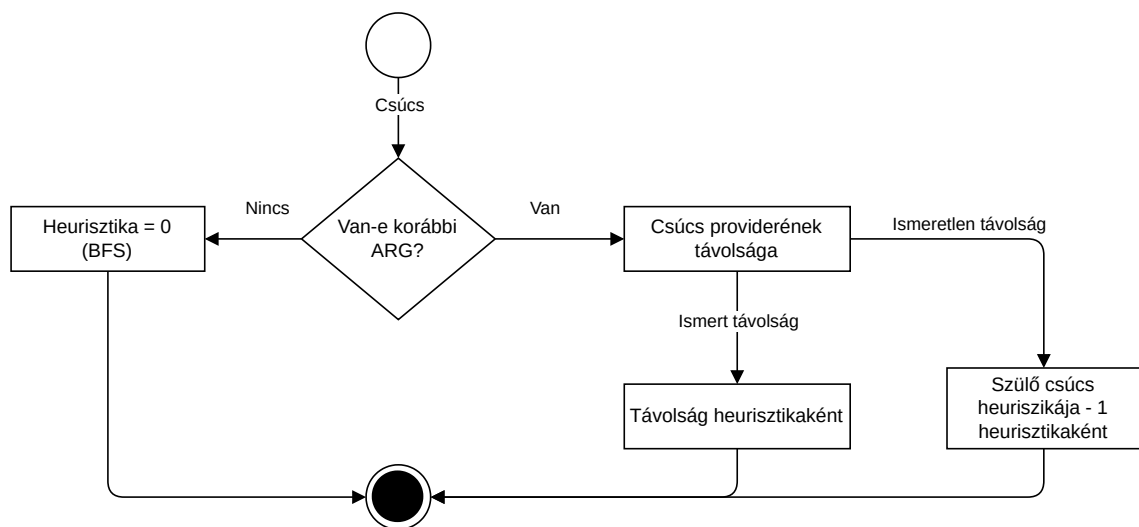 Csúcs
Nincs
Van
Ismeretlen távolság
Heurisztika = 0
(BFS)
Van-e korábbi
ARG?
Csúcs providerének
távolsága
Ismert távolság
Távolság heurisztikaként
Szülő csúcs
heuriszikája - 1
heurisztikaként